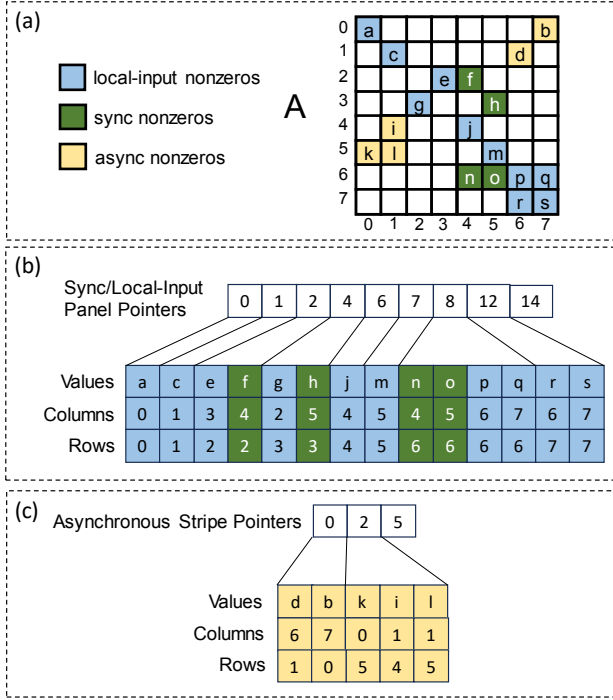 (a)
local-input nonzeros
sync nonzeros
async nonzeros
A
0 a b
1 c d
2 e f
3 g h
4 i j
5 k l m
6 n o p q
7 r s
0 1 2 3 4 5 6 7
(b)
Sync/Local-Input
Panel Pointers
0 1 2 4 6 7 8 12 14
Values a c e f g h j m n o p q r s
Columns 0 1 3 4 2 5 4 5 4 5 6 7 6 7
Rows 0 1 2 2 3 3 4 5 6 6 6 6 7 7
(c)
Asynchronous Stripe Pointers 0 2 5
Values d b k i l
Columns 6 7 0 1 1
Rows 1 0 5 4 5